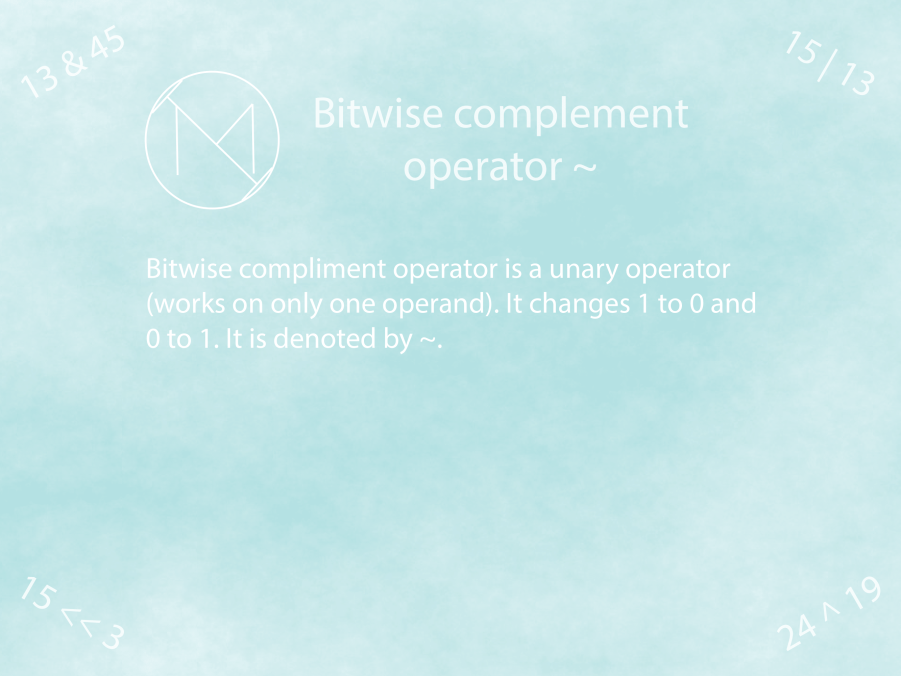 13 & 45
15 | 13
Bitwise complement
operator ~
Bitwise compliment operator is a unary operator
(works on only one operand). It changes 1 to 0 and
0 to 1. It is denoted by ~.
15 << 3
24 ^ 19